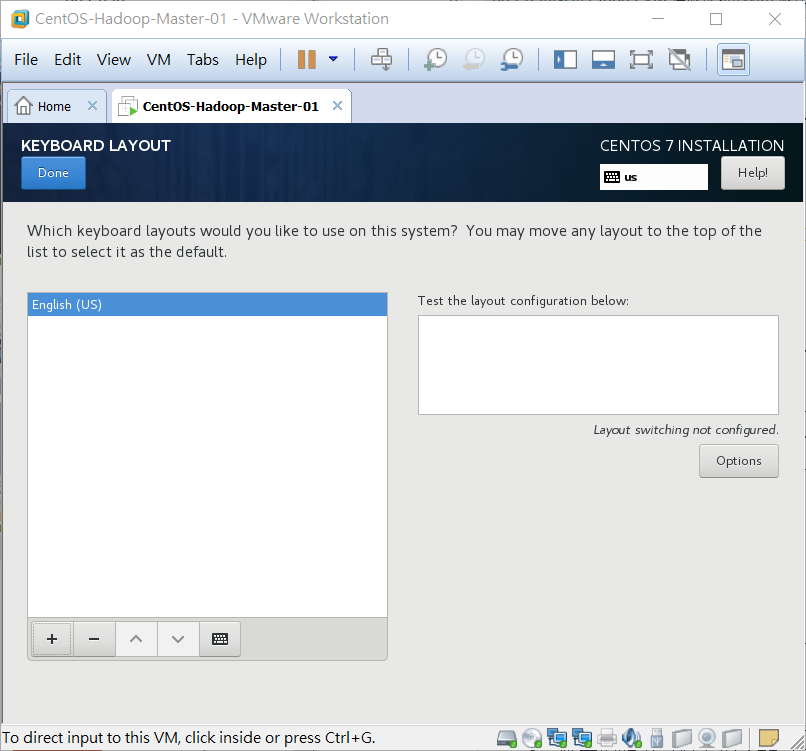 CentOS-Hadoop-Master-01 - VMware Workstation
File Edit View VM Tabs Help
Home CentOS-Hadoop-Master-01
KEYBOARD LAYOUT
CENTOS 7 INSTALLATION
Done
us
Help!
Which keyboard layouts would you like to use on this system? You may move any layout to the top of the
list to select it as the default.
English (US)
Test the layout configuration below:
Layout switching not configured.
Options
To direct input to this VM, click inside or press Ctrl+G.